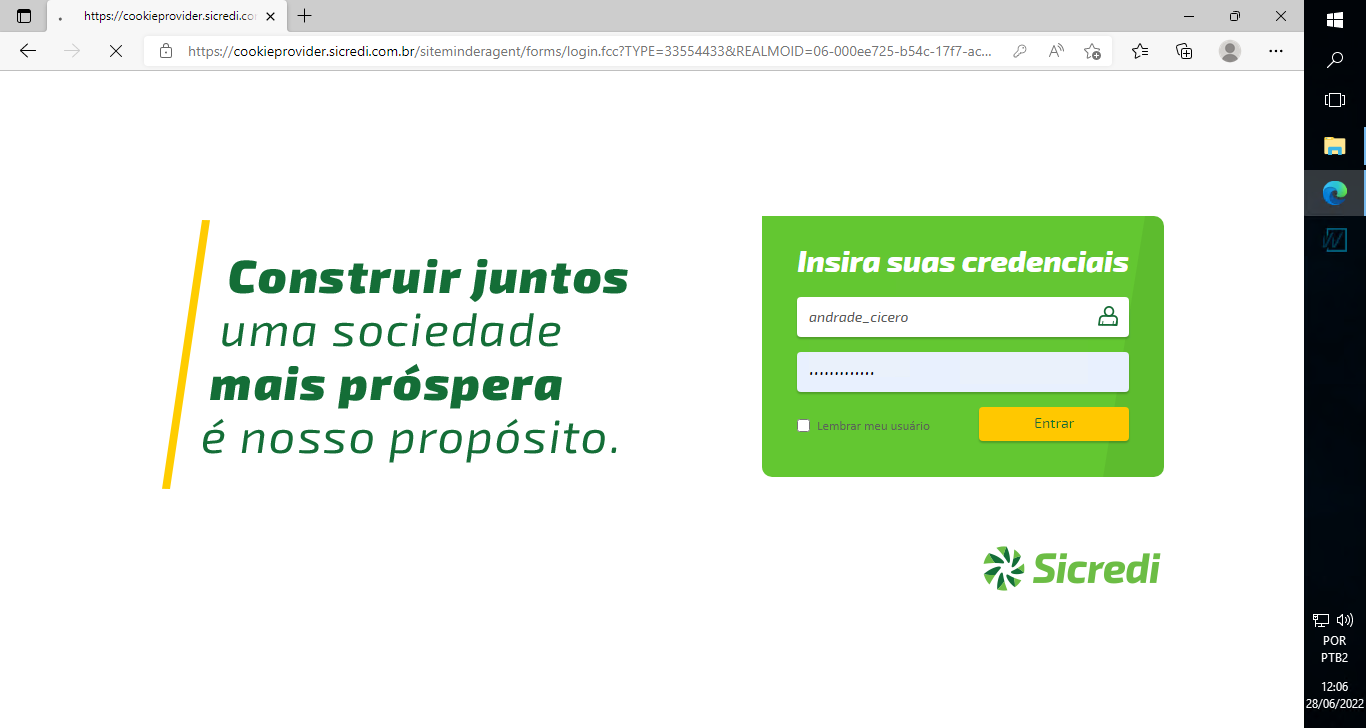 https://cookieprovider.sicredi.co
https://cookieprovider.sicredi.com.br/siteminderagent/forms/login.fcc?TYPE=33554433&REALMOID=06-000ee725-b54c-17f7-ac...
Construir juntos
uma sociedade
mais próspera
é nosso propósito.
Insira suas credenciais
andrade_cicero
Lembrar meu usuário
Entrar
Sicredi
POR
PTB2
12:06
28/06/2022